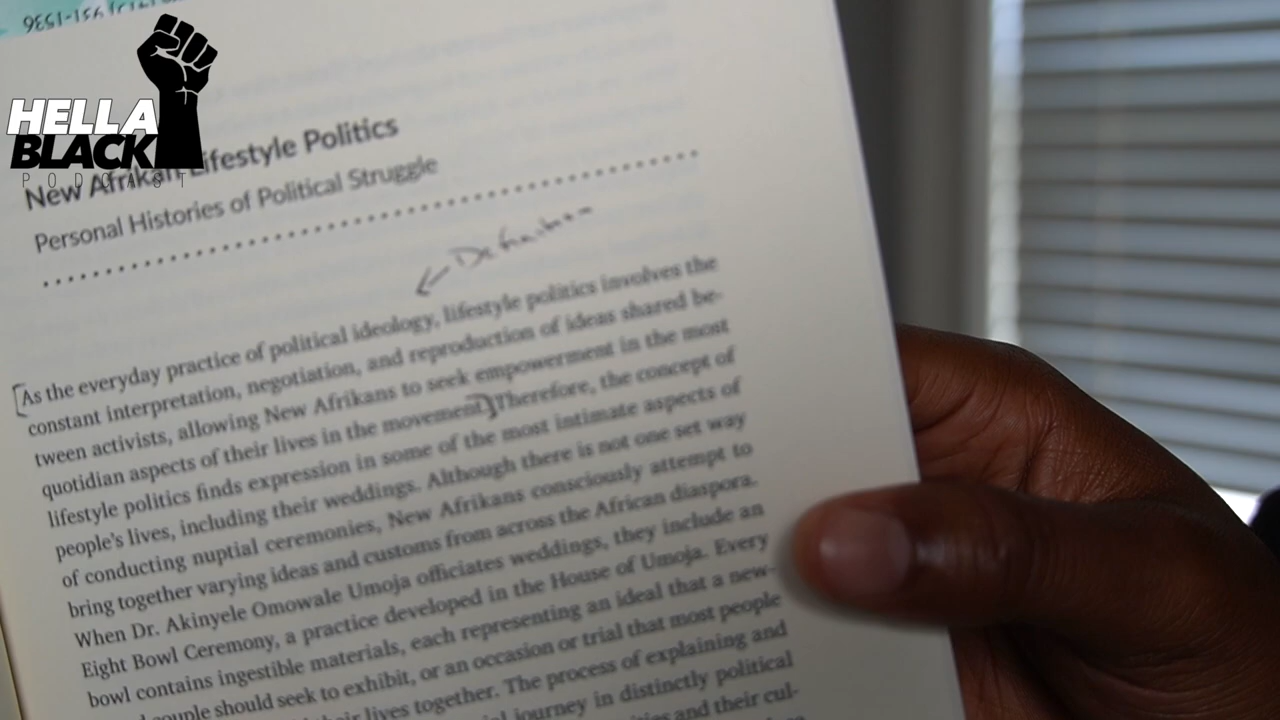 HELLA
BLACK
PODCAST
New Afrikan Lifestyle Politics
Personal Histories of Political Struggle
Definition
[As the everyday practice of political ideology, lifestyle politics involves the
constant interpretation, negotiation, and reproduction of ideas shared be-
tween activists, allowing New Afrikans to seek empowerment in the most
quotidian aspects of their lives in the movement.] Therefore, the concept of
lifestyle politics finds expression in some of the most intimate aspects of
people's lives, including their weddings. Although there is not one set way
of conducting nuptial ceremonies, New Afrikans consciously attempt to
bring together varying ideas and customs from across the African diaspora.
When Dr. Akinyele Omowale Umoja officiates weddings, they include an
Eight Bowl Ceremony, a practice developed in the House of Umoja. Every
bowl contains ingestible materials, each representing an ideal that a new-
couple should seek to exhibit, or an occasion or trial that most people
their lives together. The process of explaining and
journey in distinctly political
and their cul-